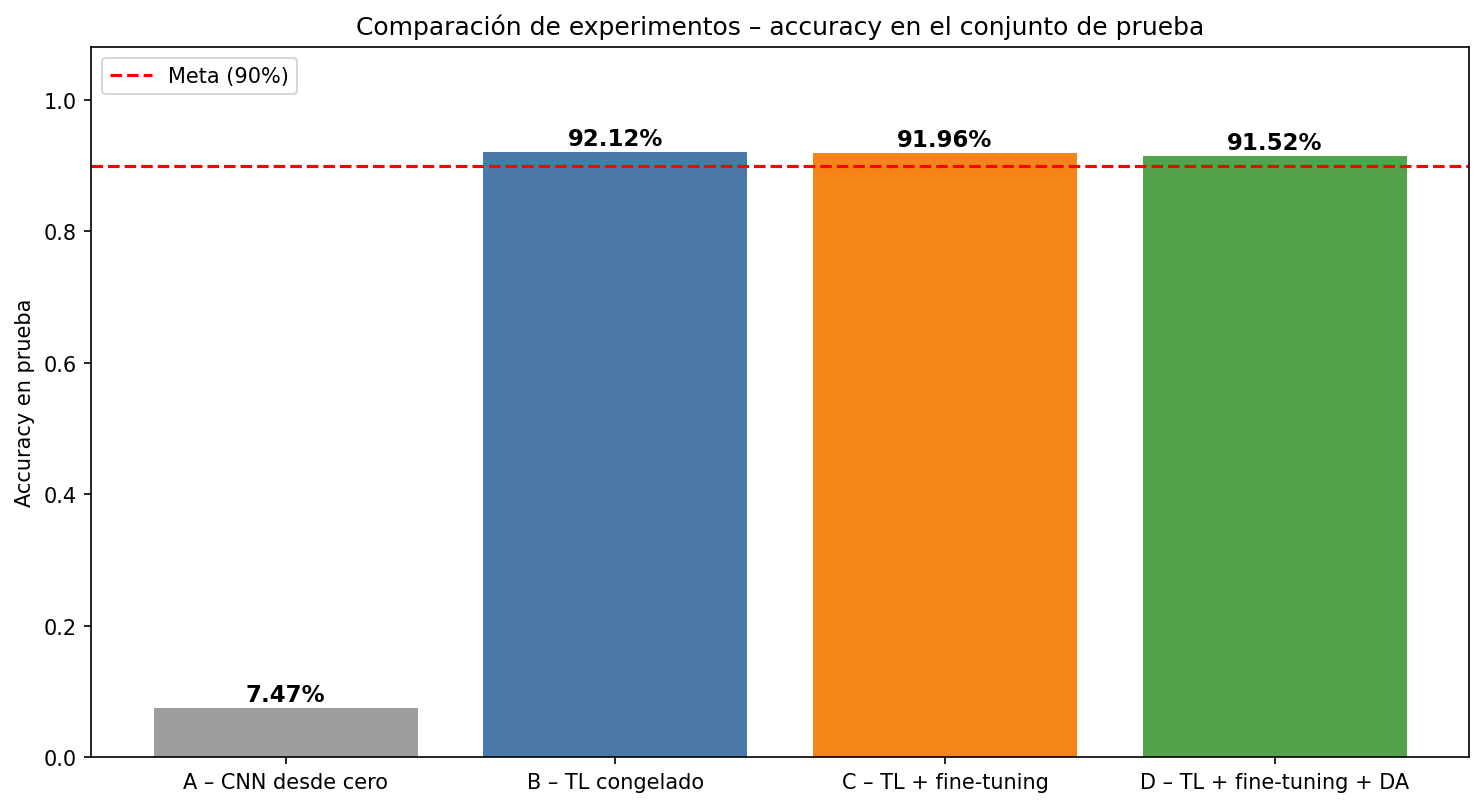 Comparación de experimentos – accuracy en el conjunto de prueba
Meta (90%)
1.0
0.8
0.6
0.4
0.2
0.0
Accuracy en prueba
7.47%
92.12%
91.96%
91.52%
A – CNN desde cero
B – TL congelado
C – TL + fine-tuning
D – TL + fine-tuning + DA